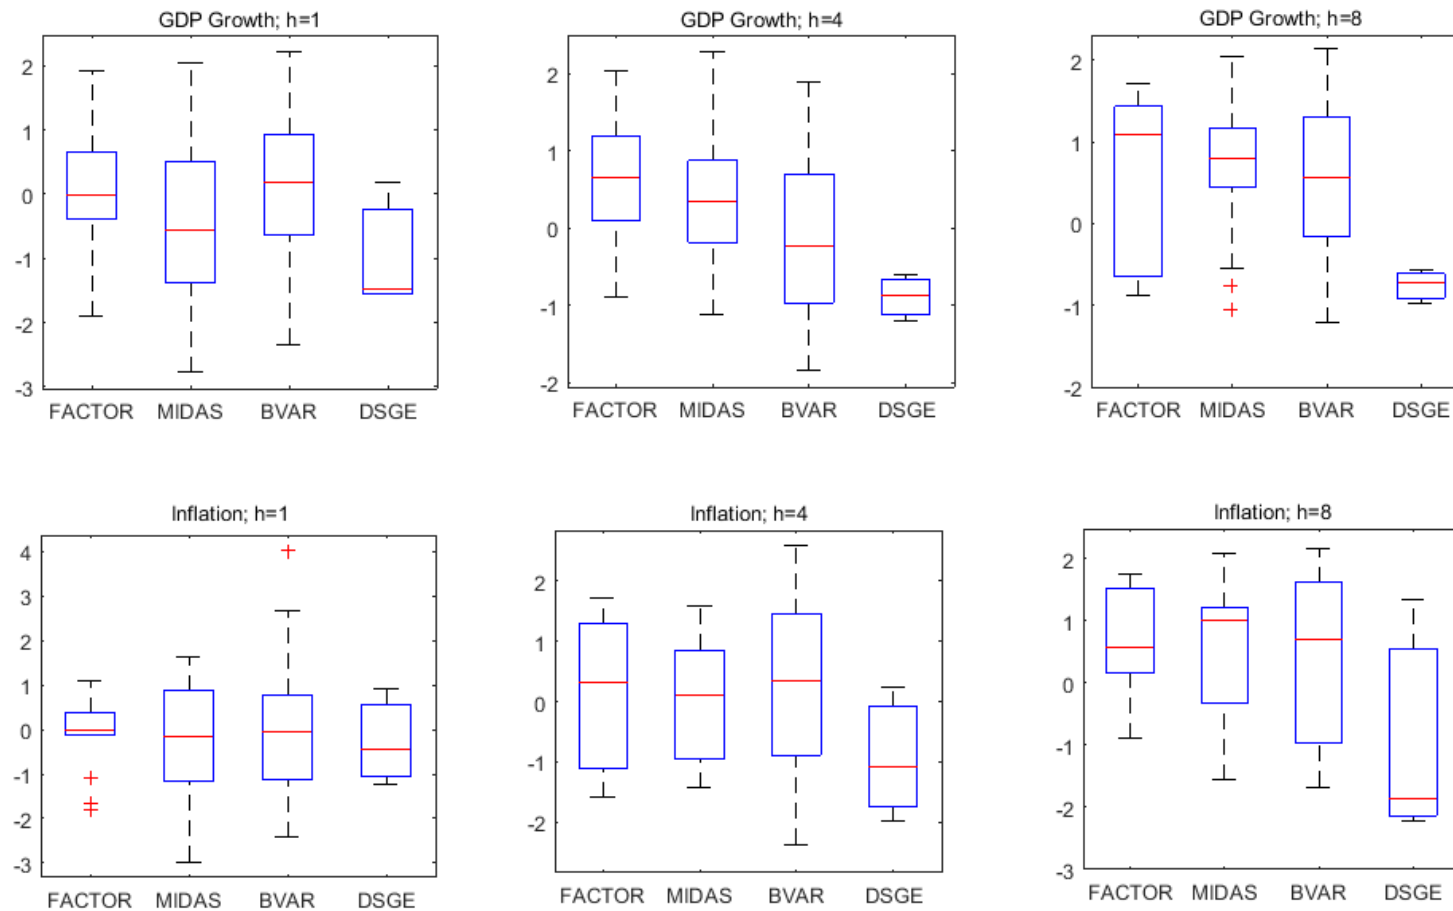 GDP Growth; h=1
2
1
0
-1
-2
-3
FACTOR MIDAS BVAR DSGE
GDP Growth; h=4
2
1
0
-1
-2
FACTOR MIDAS BVAR DSGE
GDP Growth; h=8
2
1
0
-1
-2
FACTOR MIDAS BVAR DSGE
Inflation; h=1
4
3
2
1
0
-1
-2
-3
FACTOR MIDAS BVAR DSGE
Inflation; h=4
2
1
0
-1
-2
FACTOR MIDAS BVAR DSGE
Inflation; h=8
2
1
0
-1
-2
-3
FACTOR MIDAS BVAR DSGE